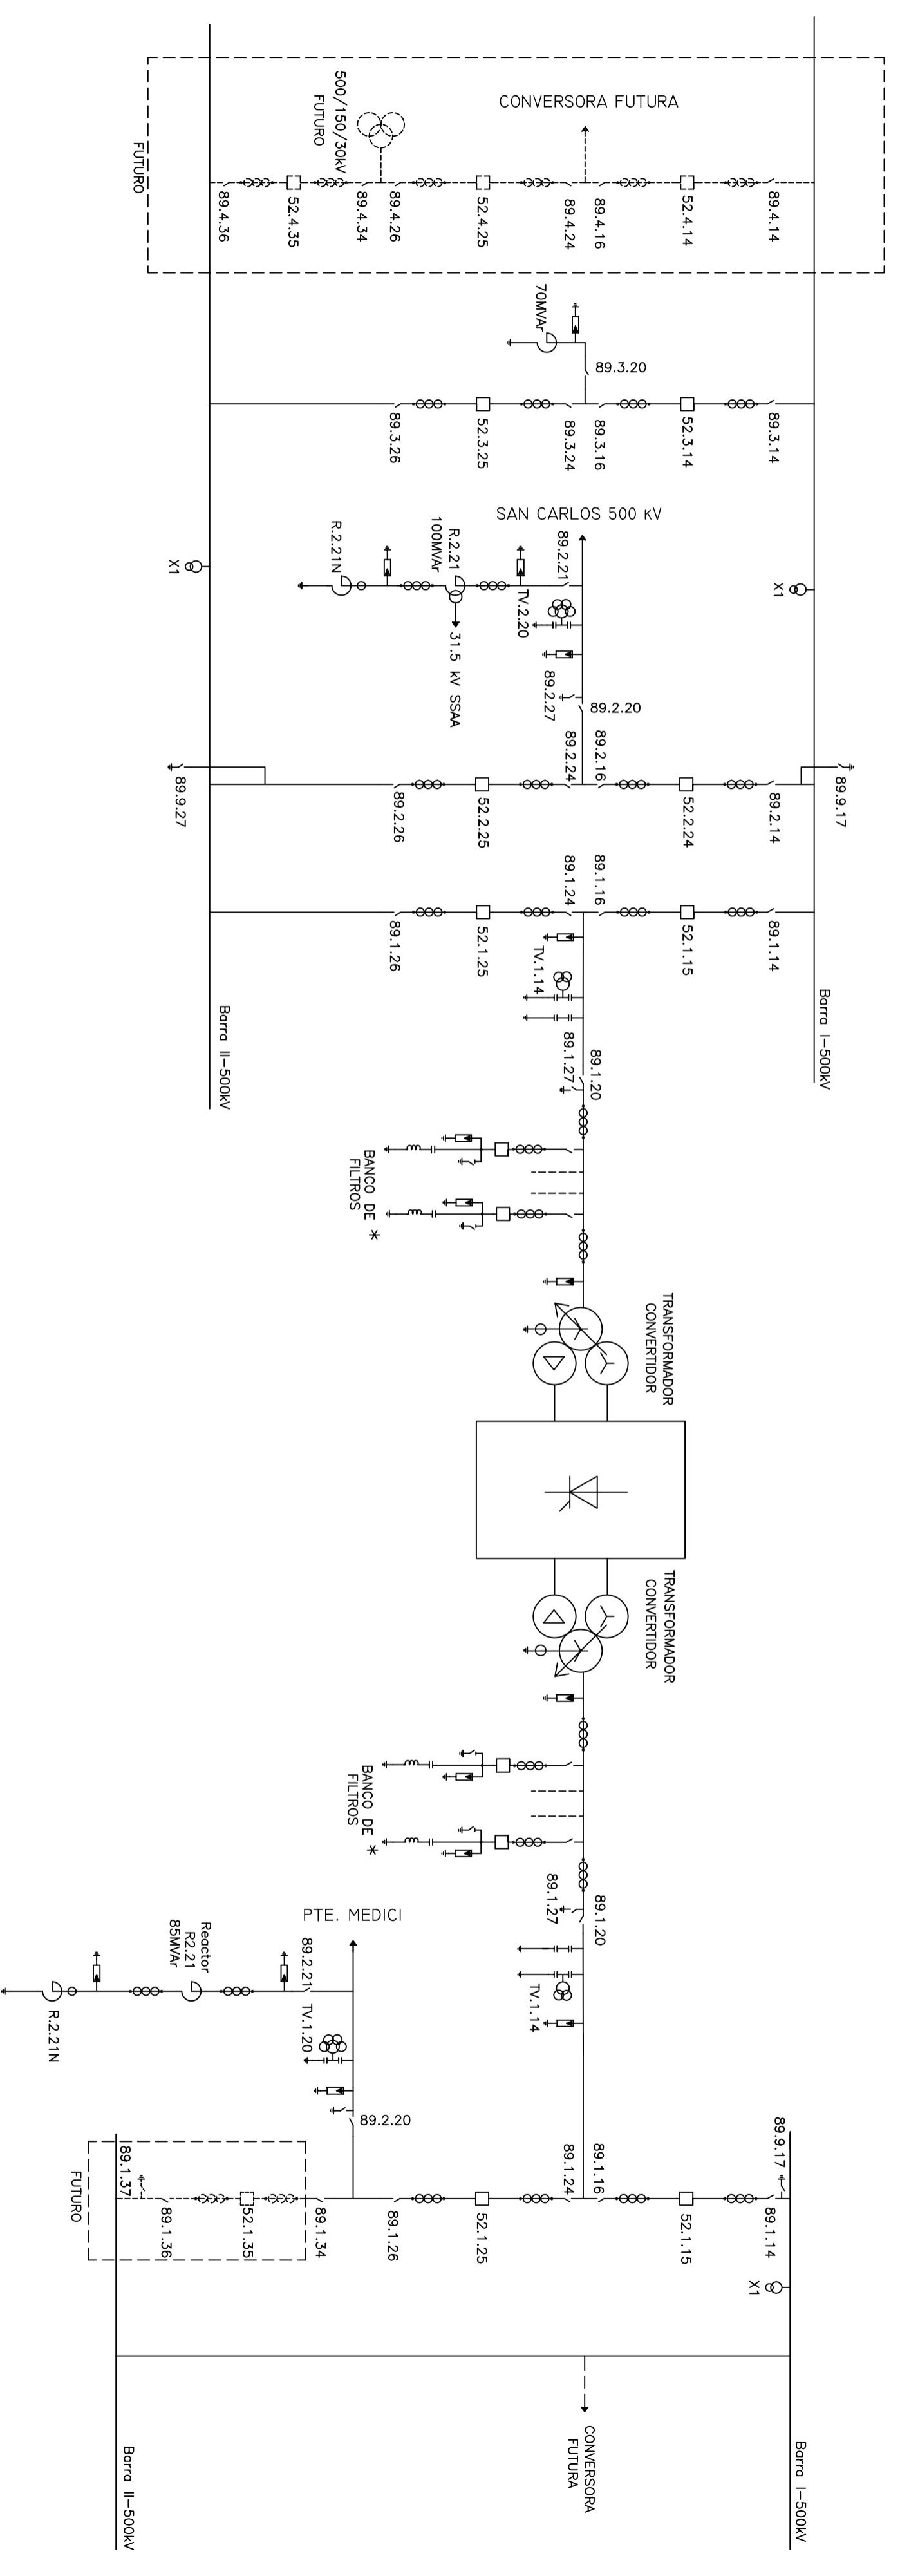 CONVERSORA FUTURA
500/150/30kV
FUTURO
FUTURO
89.4.36
52.4.35
89.4.34
89.4.26
52.4.25
89.4.24
89.4.16
52.4.14
89.4.14
70MVAr
89.3.20
89.3.26
52.3.25
89.3.24
89.3.16
52.3.14
89.3.14
SAN CARLOS 500 KV
X1
X1
R.2.21N
R.2.21
100MVAr
89.2.21
TV.2.20
31.5 kV SSAA
89.2.27
89.2.20
89.9.27
89.2.26
52.2.25
89.2.24
89.2.16
52.2.24
89.2.14
89.9.17
89.1.26
52.1.25
89.1.24
89.1.16
52.1.15
89.1.14
TV.1.14
Barra II-500kV
Barra I-500kV
89.1.27
89.1.20
BANCO DE *
FILTROS
TRANSFORMADOR
CONVERTIDOR
TRANSFORMADOR
CONVERTIDOR
BANCO DE *
FILTROS
89.1.27
89.1.20
PTE. MEDICI
Reactor
R2.21
85MVAr
R.2.21N
89.2.21
TV.1.20
TV.1.14
89.2.20
89.9.17
89.1.37
89.1.36
52.1.35
89.1.34
89.1.26
52.1.25
89.1.24
89.1.16
52.1.15
89.1.14
FUTURO
X1
CONVERSORA
FUTURA
Barra II-500kV
Barra I-500kV